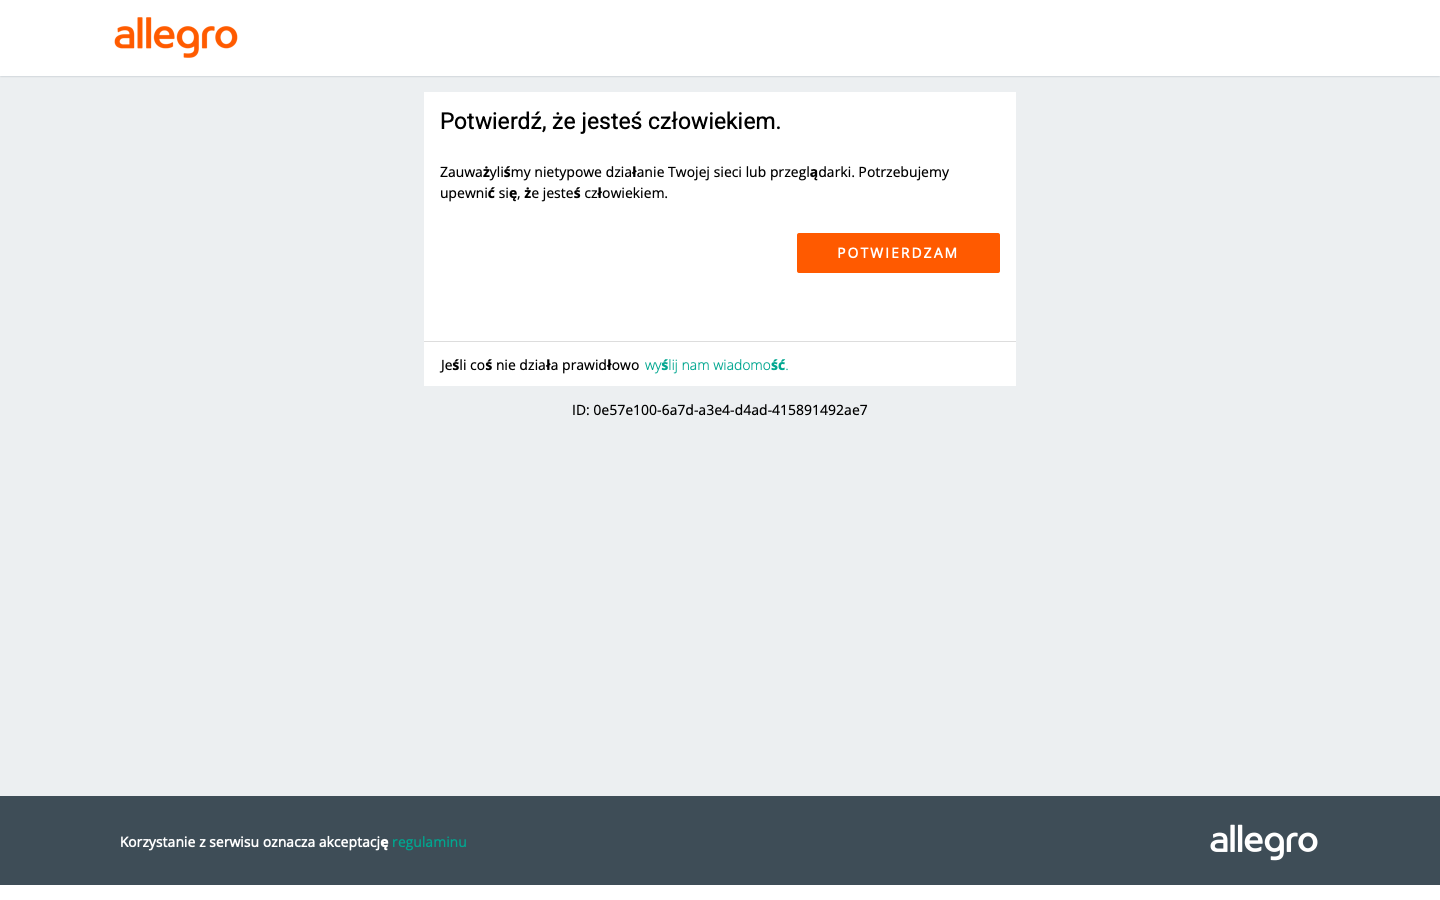 allegro
Potwierdź, że jesteś człowiekiem.
Zauważyliśmy nietypowe działanie Twojej sieci lub przeglądarki. Potrzebujemy
upewnić się, że jesteś człowiekiem.
POTWIERDZAM
Jeśli coś nie działa prawidłowo wyślij nam wiadomość.
ID: 0e57e100-6a7d-a3e4-d4ad-415891492ae7
Korzystanie z serwisu oznacza akceptację regulaminu
allegro